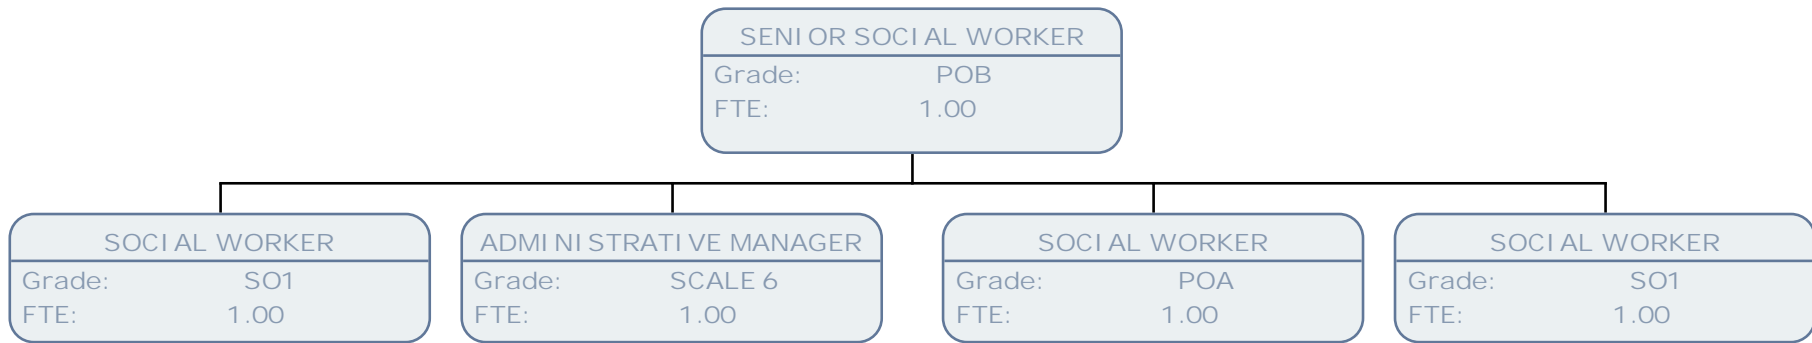 SENIOR SOCIAL WORKER
Grade: POB
FTE: 1.00
SOCIAL WORKER
Grade: SO1
FTE: 1.00
ADMINISTRATIVE MANAGER
Grade: SCALE 6
FTE: 1.00
SOCIAL WORKER
Grade: POA
FTE: 1.00
SOCIAL WORKER
Grade: SO1
FTE: 1.00